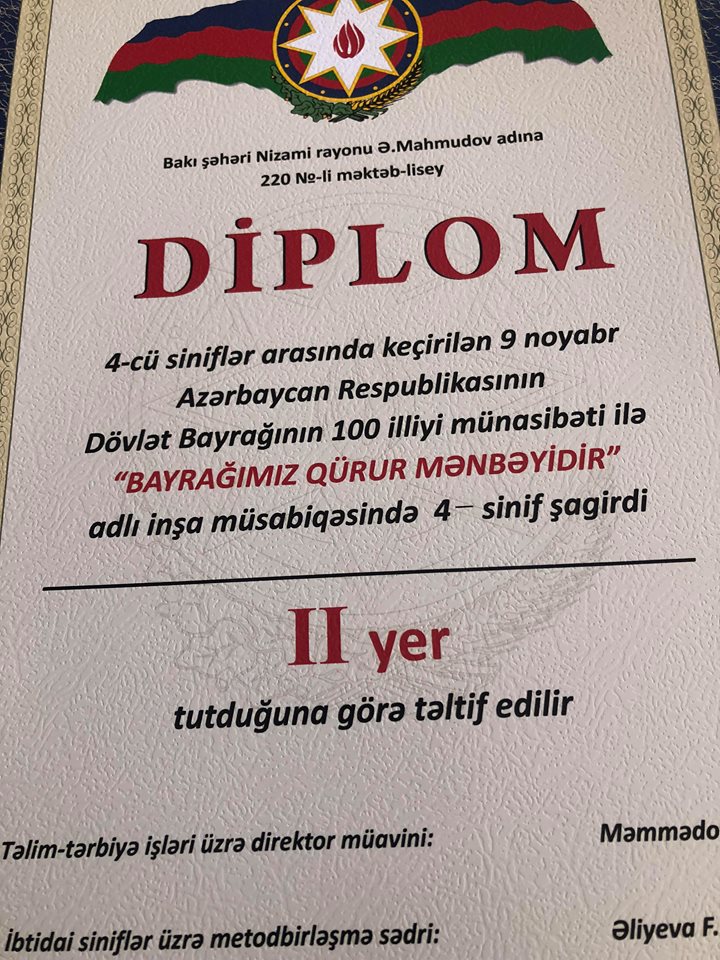 Bakı şəhəri Nizami rayonu Ə.Mahmudov adına
220 №-li məktəb-lisey
DİPLOM
4-cü siniflər arasında keçirilən 9 noyabr
Azərbaycan Respublikasının
Dövlət Bayrağının 100 illiyi münasibəti ilə
“BAYRAĞIMIZ QÜRUR MƏNBƏYİDİR”
adlı inşa müsabiqəsində 4— sinif şagirdi
II yer
tutduğuna görə təltif edilir
Təlim-tərbiyə işləri üzrə direktor müavini: Məmmədo
İbtidai siniflər üzrə metodbirləşmə sədri: Əliyeva F.